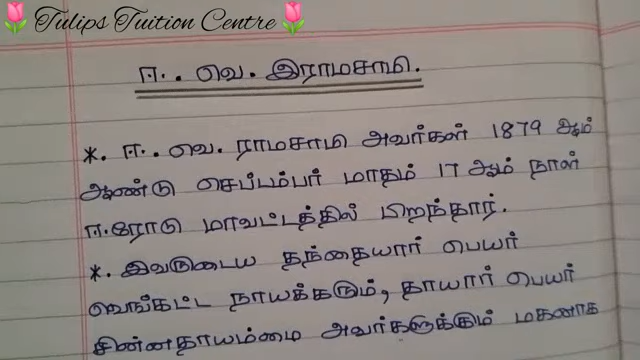 🌷Tulips Tuition Centre🌷
ஈ. வெ. இராமசாமி.
*. ஈ. வெ. ராமசாமி அவர்கள் 1879 ஆம்
ஆண்டு செப்டம்பர் மாதம் 17 ஆம் நாள்
ஈரோடு மாவட்டத்தில் பிறந்தார்.
*. இவருடைய தந்தையார் பெயர்
வெங்கட்ட நாயக்கரும், தாயார் பெயர்
சின்னதாயம்மை அவர்களுக்கும் மகனாக